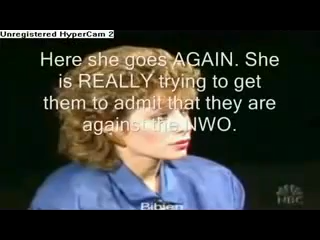 Unregistered HyperCam 2
Here she goes AGAIN. She
is REALLY trying to get
them to admit that they are
against the NWO.
NBC